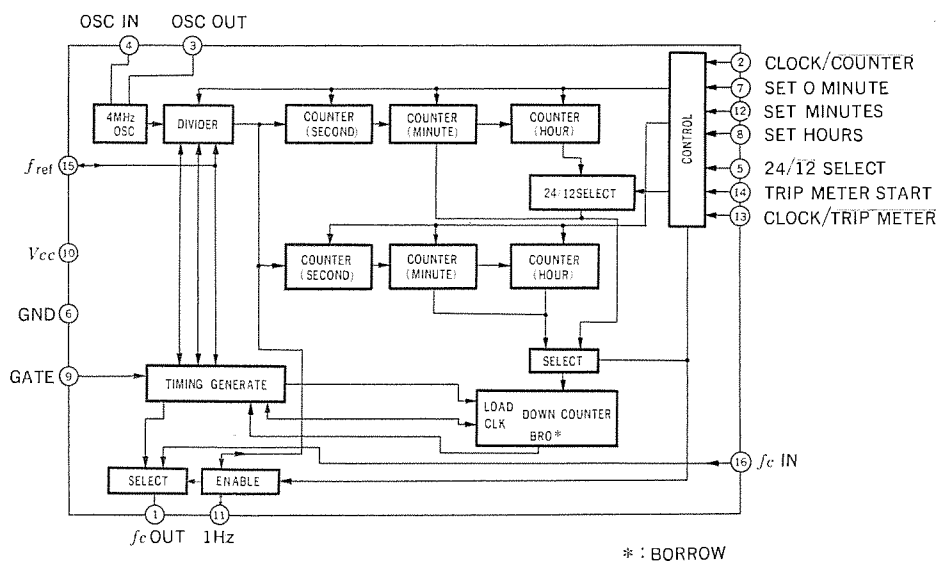 OSC IN OSC OUT
4 3
2 CLOCK/COUNTER
7 SET 0 MINUTE
12 SET MINUTES
8 SET HOURS
5 24/12 SELECT
14 TRIP METER START
13 CLOCK/TRIP METER
CONTROL
4MHz
OSC
DIVIDER
COUNTER
(SECOND)
COUNTER
(MINUTE)
COUNTER
(HOUR)
fref 15
24/12SELECT
Vcc 10
COUNTER
(SECOND)
COUNTER
(MINUTE)
COUNTER
(HOUR)
GND 6
SELECT
GATE 9
TIMING GENERATE
LOAD DOWN COUNTER
CLK
BRO*
16 fc IN
SELECT
ENABLE
1 11
fc OUT 1Hz
* : BORROW